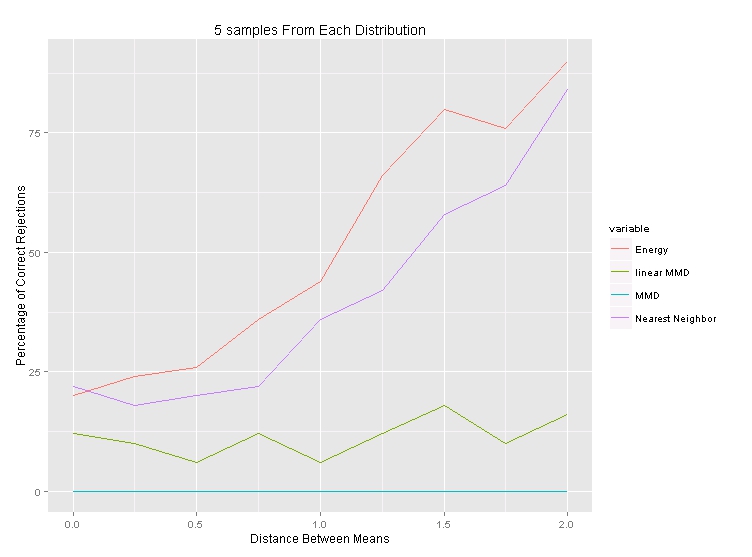 5 samples From Each Distribution
Percentage of Correct Rejections
75
50
25
0
0.0
0.5
1.0
1.5
2.0
Distance Between Means
variable
Energy
linear MMD
MMD
Nearest Neighbor